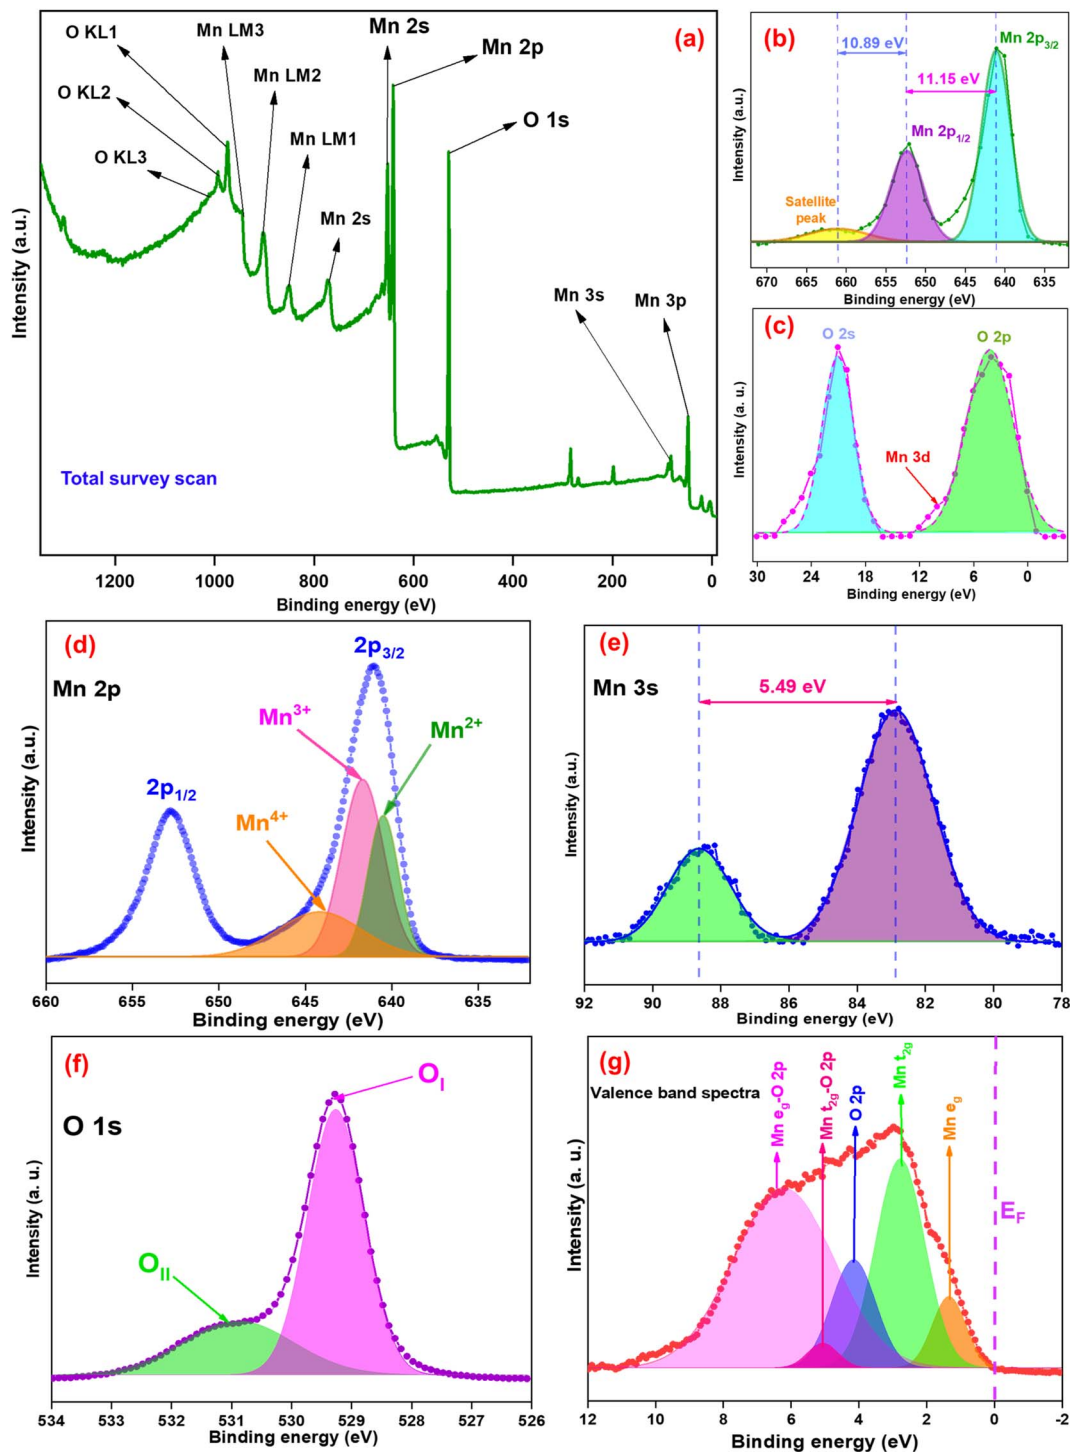 (a)
O KL1
Mn LM3
Mn 2s
Mn 2p
O KL2
Mn LM2
O KL3
Mn LM1
O 1s
Mn 2s
Mn 3s
Mn 3p
Total survey scan
Intensity (a.u.)
1200 1000 800 600 400 200 0
Binding energy (eV)
(b)
10.89 eV
Mn 2p3/2
11.15 eV
Mn 2p1/2
Satellite
peak
Intensity (a.u.)
670 665 660 655 650 645 640 635
Binding energy (eV)
(c)
O 2s
O 2p
Mn 3d
Intensity (a. u.)
30 24 18 12 6 0
Binding energy (eV)
(d)
Mn 2p
2p3/2
Mn3+
Mn2+
2p1/2
Mn4+
Intensity (a.u.)
660 655 650 645 640 635
Binding energy (eV)
(e)
Mn 3s
5.49 eV
Intensity (a.u.)
92 90 88 86 84 82 80 78
Binding energy (eV)
(f)
O 1s
OI
OII
Intensity (a. u.)
534 533 532 531 530 529 528 527 526
Binding energy (eV)
(g)
Valence band spectra
Mn eg-O 2p
Mn t2g-O 2p
O 2p
Mn t2g
Mn eg
EF
Intensity (a. u.)
12 10 8 6 4 2 0 -2
Binding energy (eV)